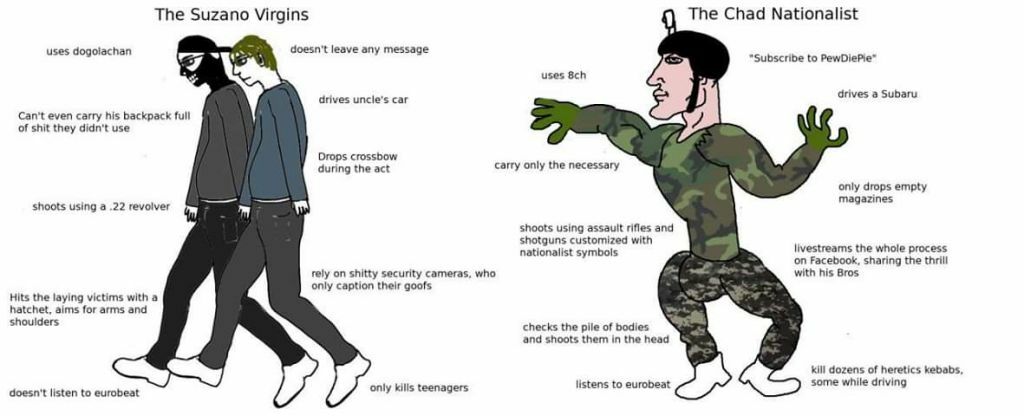 The Suzano Virgins
uses dogolachan
doesn't leave any message
drives uncle's car
Can't even carry his backpack full
of shit they didn't use
Drops crossbow
during the act
shoots using a .22 revolver
rely on shitty security cameras, who
only caption their goofs
Hits the laying victims with a
hatchet, aims for arms and
shoulders
doesn't listen to eurobeat
only kills teenagers
The Chad Nationalist
"Subscribe to PewDiePie"
uses 8ch
drives a Subaru
carry only the necessary
only drops empty
magazines
shoots using assault rifles and
shotguns customized with
nationalist symbols
livestreams the whole process
on Facebook, sharing the thrill
with his Bros
checks the pile of bodies
and shoots them in the head
listens to eurobeat
kill dozens of heretics kebabs,
some while driving